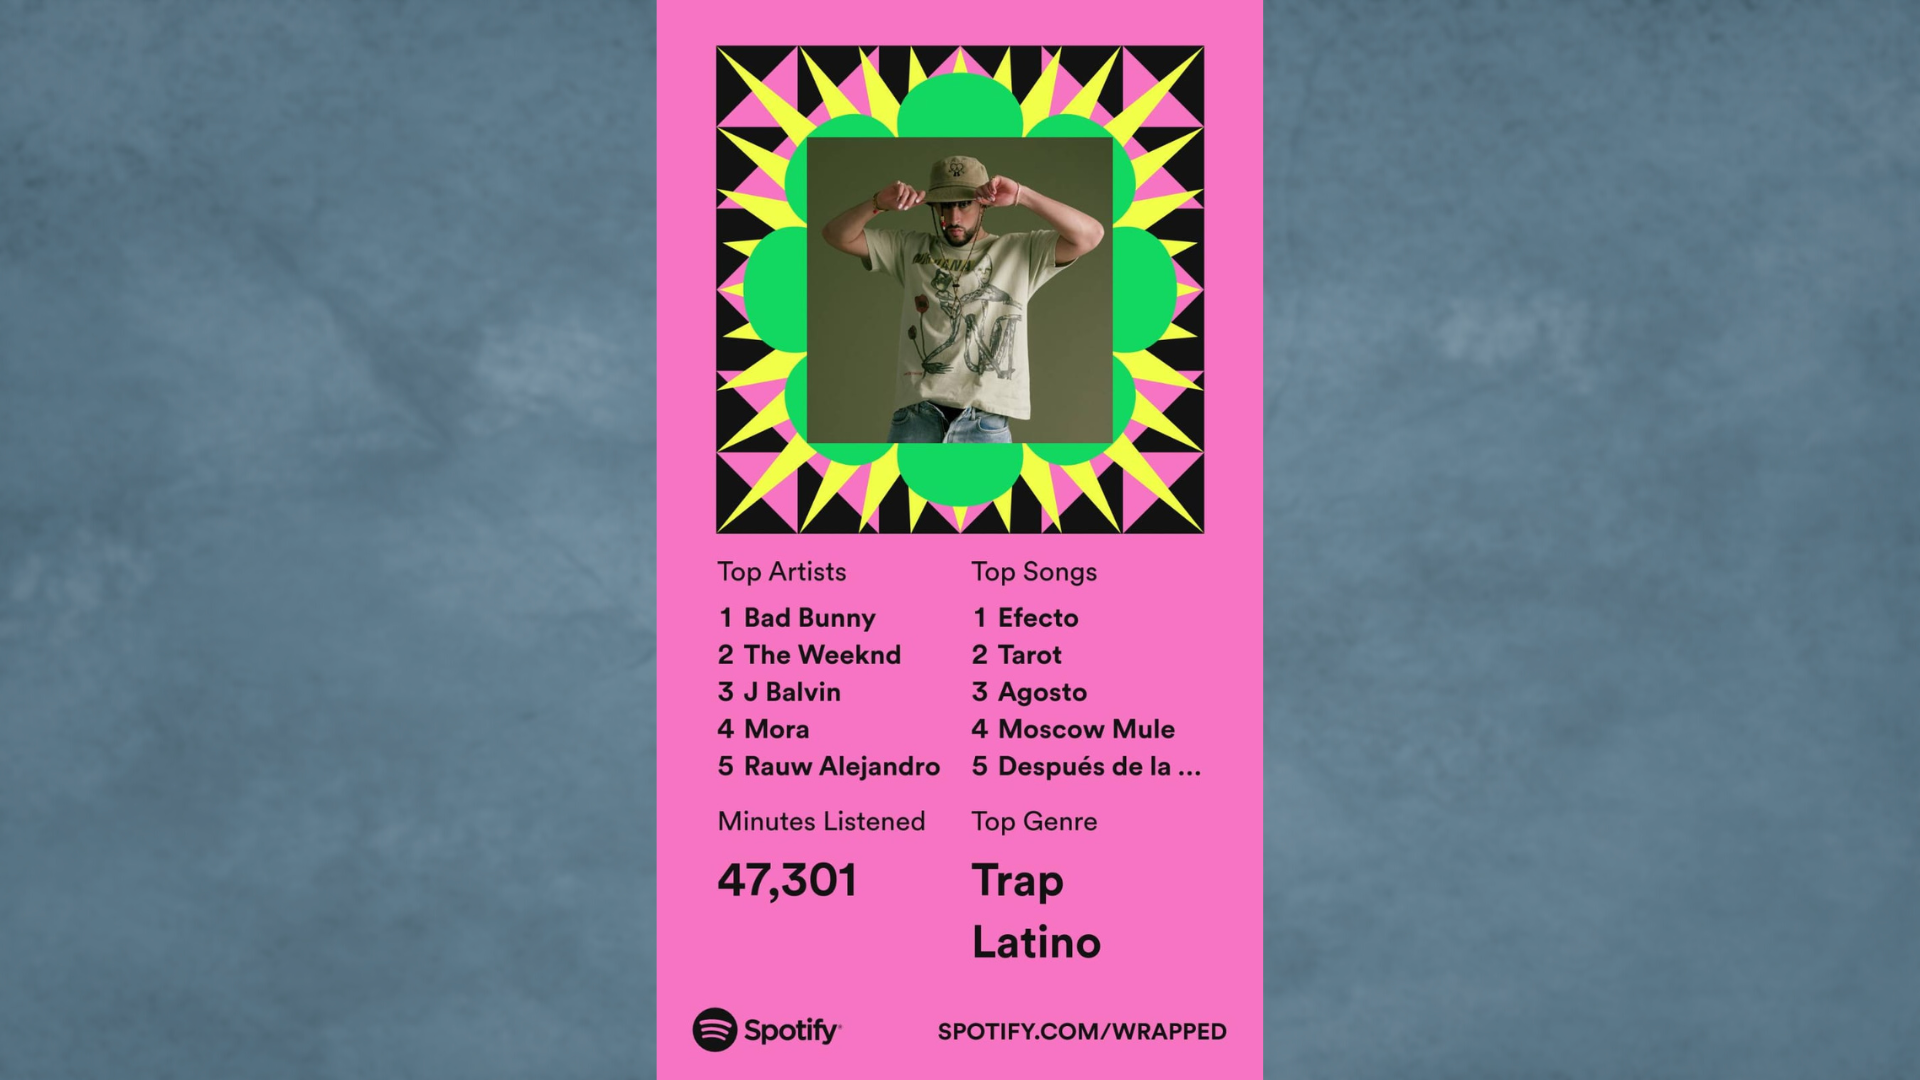 NIRVANA
Top Artists
1 Bad Bunny
2 The Weeknd
3 J Balvin
4 Mora
5 Rauw Alejandro
Top Songs
1 Efecto
2 Tarot
3 Agosto
4 Moscow Mule
5 Después de la ...
Minutes Listened
47,301
Top Genre
Trap
Latino
Spotify
SPOTIFY.COM/WRAPPED